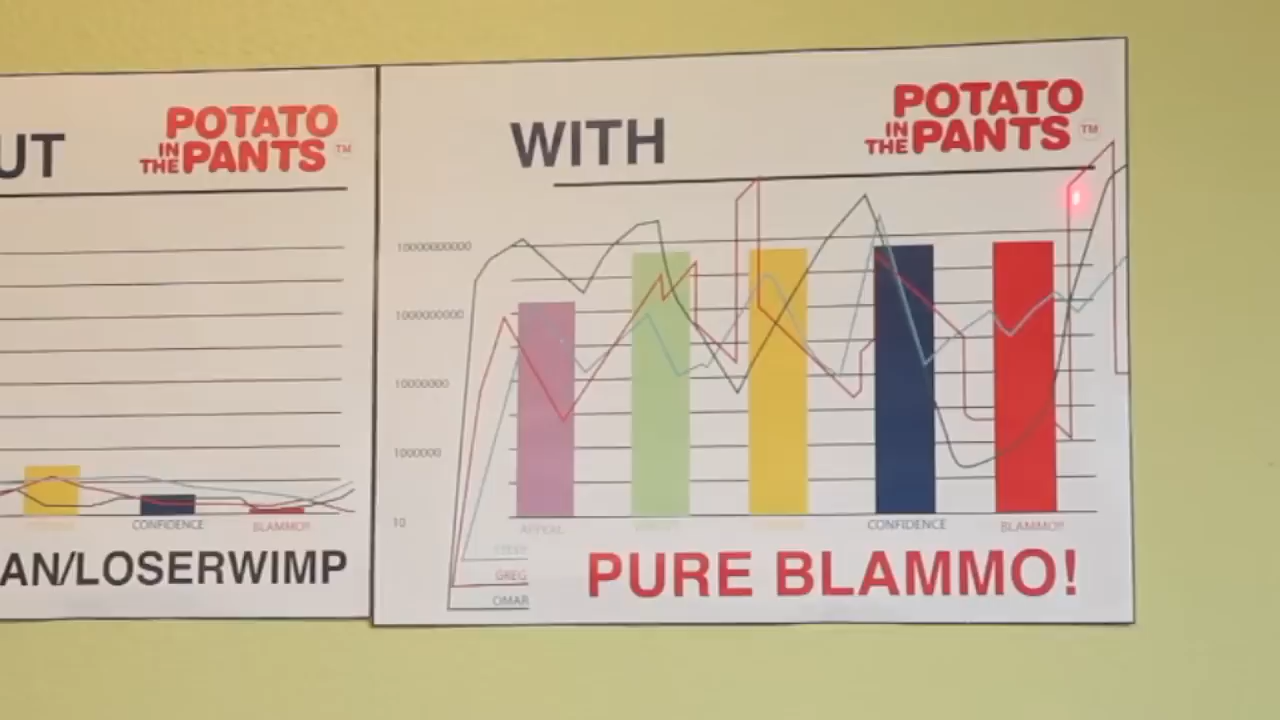 UT
POTATO
IN
THE PANTS ™
CONFIDENCE
BLAMMO!!
AN/LOSERWIMP
WITH
POTATO
IN
THE PANTS ™
10000000000
1000000000
10000000
1000000
10
APPEAL
CONFIDENCE
BLAMMO!!
GREG
OMAR
PURE BLAMMO!